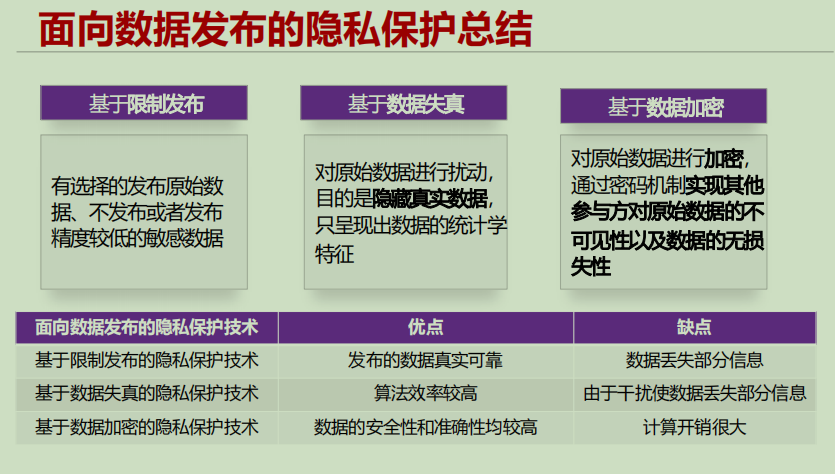 面向数据发布的隐私保护总结
基于限制发布
有选择的发布原始数
据、不发布或者发布
精度较低的敏感数据
基于数据失真
对原始数据进行扰动，
目的是隐藏真实数据，
只呈现出数据的统计学
特征
基于数据加密
对原始数据进行加密，
通过密码机制实现其他
参与方对原始数据的不
可见性以及数据的无损
失性
面向数据发布的隐私保护技术 优点 缺点
基于限制发布的隐私保护技术 发布的数据真实可靠 数据丢失部分信息
基于数据失真的隐私保护技术 算法效率较高 由于干扰使数据丢失部分信息
基于数据加密的隐私保护技术 数据的安全性和准确性均较高 计算开销很大